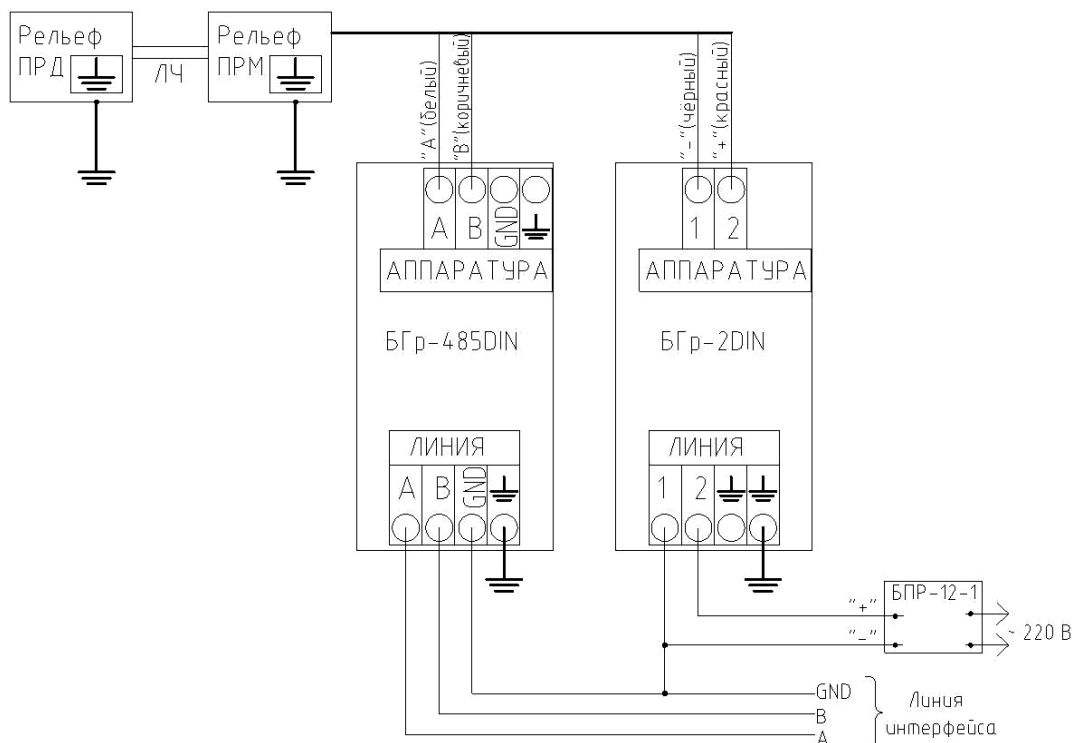 Рельеф
ПРД
Рельеф
ПРМ
ЛЧ
"А"(белый)
"В"(коричневый)
"-"(чёрный)
"+"(красный)
А
В
GND
1
2
АППАРАТУРА
АППАРАТУРА
БГр-485DIN
БГр-2DIN
ЛИНИЯ
ЛИНИЯ
А
В
GND
1
2
БПР-12-1
"+"
"-"
~ 220 В
GND
В
А
Линия
интерфейса